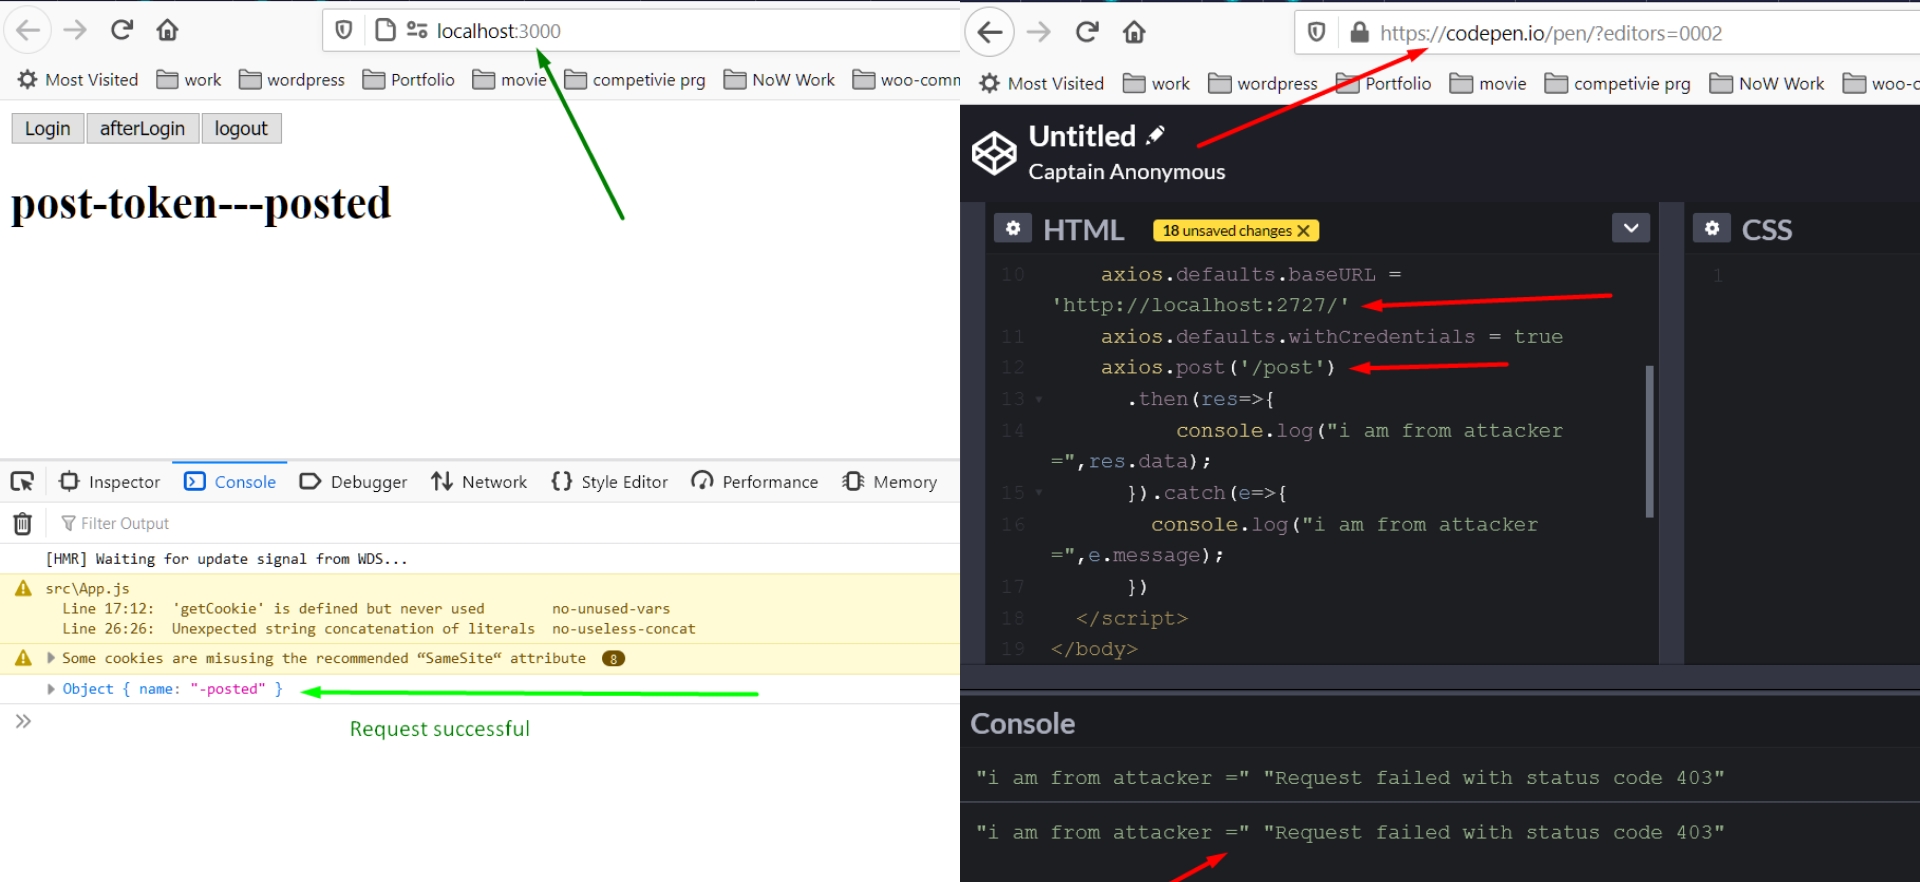 localhost:3000
Most Visited work wordpress Portfolio movie competivie prg NoW Work woo-comm
Login afterLogin logout
post-token---posted
Inspector Console Debugger Network Style Editor Performance Memory
Filter Output
[HMR] Waiting for update signal from WDS...
src\App.js
Line 17:12: 'getCookie' is defined but never used no-unused-vars
Line 26:26: Unexpected string concatenation of literals no-useless-concat
Some cookies are misusing the recommended “SameSite“ attribute 8
Object { name: "-posted" }
Request successful
https://codepen.io/pen/?editors=0002
Most Visited work wordpress Portfolio movie competivie prg NoW Work woo-c
Untitled
Captain Anonymous
HTML 18 unsaved changes X CSS
10 axios.defaults.baseURL =
'http://localhost:2727/'
11 axios.defaults.withCredentials = true
12 axios.post('/post')
13 .then(res=>{
14 console.log("i am from attacker
=",res.data);
15 }).catch(e=>{
16 console.log("i am from attacker
=",e.message);
17 })
18 </script>
19 </body>
1
Console
"i am from attacker =" "Request failed with status code 403"
"i am from attacker =" "Request failed with status code 403"